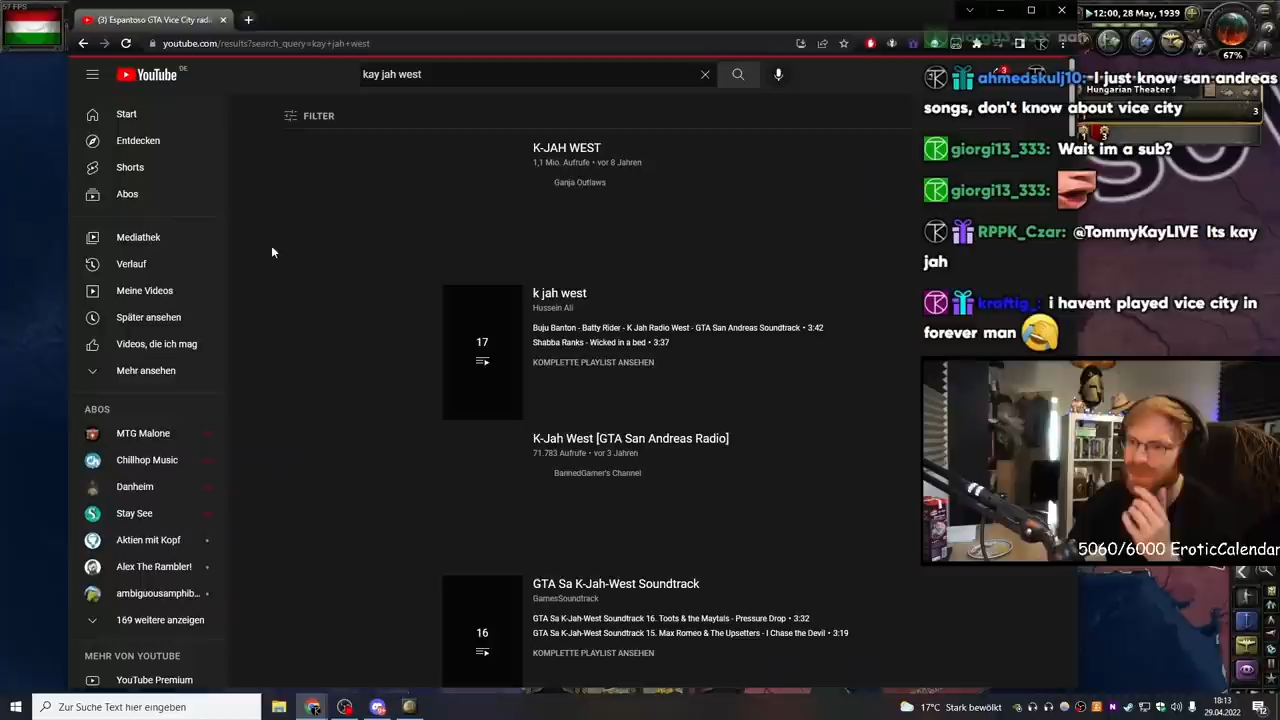 57 FPS
(3) Espantoso GTA Vice City radi
youtube.com/results?search_query=kay+jah+west
12:00, 28 May, 1939
67%
YouTube DE
kay jah west
3
Hungarian Theater 1
3
1
3
Start
Entdecken
Shorts
Abos
Mediathek
Verlauf
Meine Videos
Später ansehen
Videos, die ich mag
Mehr ansehen
ABOS
MTG Malone
Chillhop Music
Danheim
Stay See
Aktien mit Kopf
Alex The Rambler!
ambiguousamphib...
169 weitere anzeigen
MEHR VON YOUTUBE
YouTube Premium
FILTER
K-JAH WEST
1,1 Mio. Aufrufe • vor 8 Jahren
Ganja Outlaws
17
k jah west
Hussein Ali
Buju Banton - Batty Rider - K Jah Radio West - GTA San Andreas Soundtrack • 3:42
Shabba Ranks - Wicked in a bed • 3:37
KOMPLETTE PLAYLIST ANSEHEN
K-Jah West [GTA San Andreas Radio]
71.783 Aufrufe • vor 3 Jahren
BannedGamer's Channel
16
GTA Sa K-Jah-West Soundtrack
GamesSoundtrack
GTA Sa K-Jah-West Soundtrack 16. Toots & the Maytals - Pressure Drop • 3:32
GTA Sa K-Jah-West Soundtrack 15. Max Romeo & The Upsetters - I Chase the Devil • 3:19
KOMPLETTE PLAYLIST ANSEHEN
ahmedskulj10: I just know san andreas
songs, don't know about vice city
giorgi13_333: Wait im a sub?
giorgi13_333:
RPPK_Czar: @TommyKayLIVE Its kay
jah
kraftig_: i havent played vice city in
forever man
5060/6000 EroticCalendar
Zur Suche Text hier eingeben
17°C Stark bewölkt
18:13
29.04.2022
12